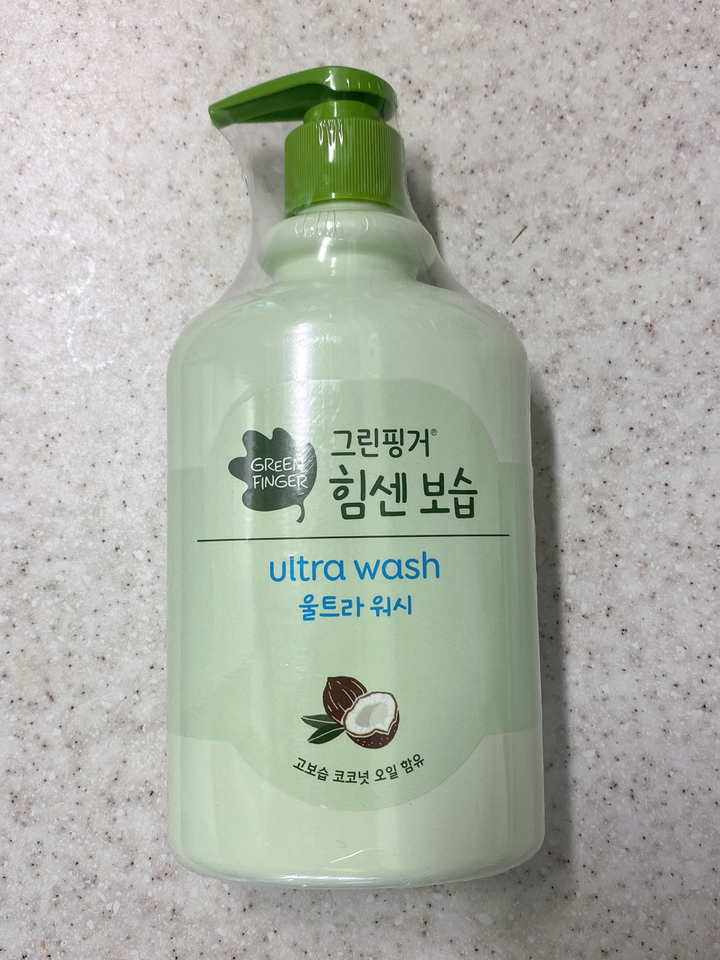 GREEN
FINGER
그린핑거®
힘센 보습
ultra wash
울트라 워시
고보습 코코넛 오일 함유